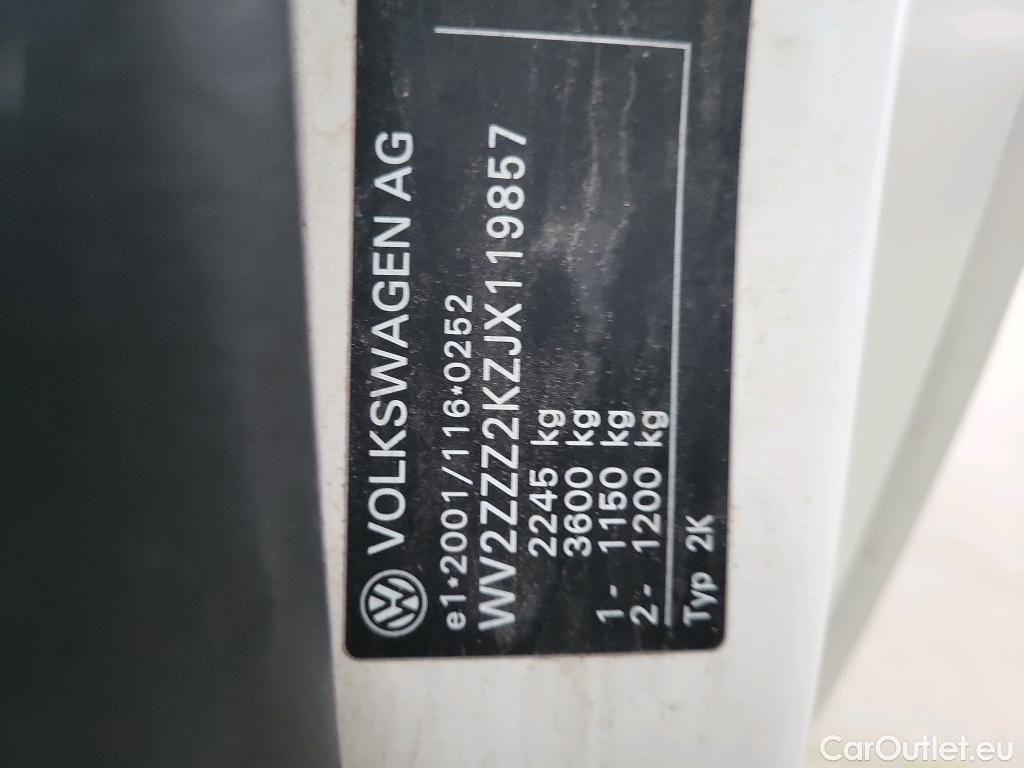 VOLKSWAGEN AG
e1*2001/116*0252
WV2ZZZ2KZJX119857
2245 kg
3600 kg
1- 1150 kg
2- 1200 kg
Typ 2K
CarOutlet.eu